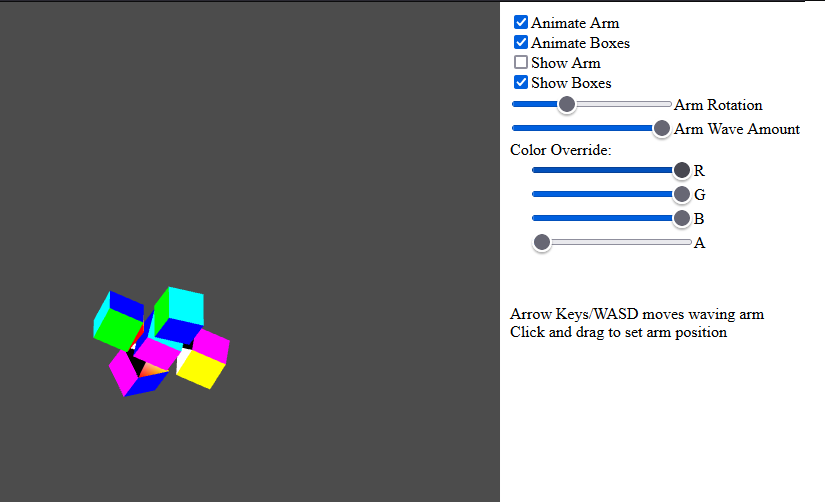 Animate Arm
Animate Boxes
Show Arm
Show Boxes
Arm Rotation
Arm Wave Amount
Color Override:
R
G
B
A
Arrow Keys/WASD moves waving arm
Click and drag to set arm position